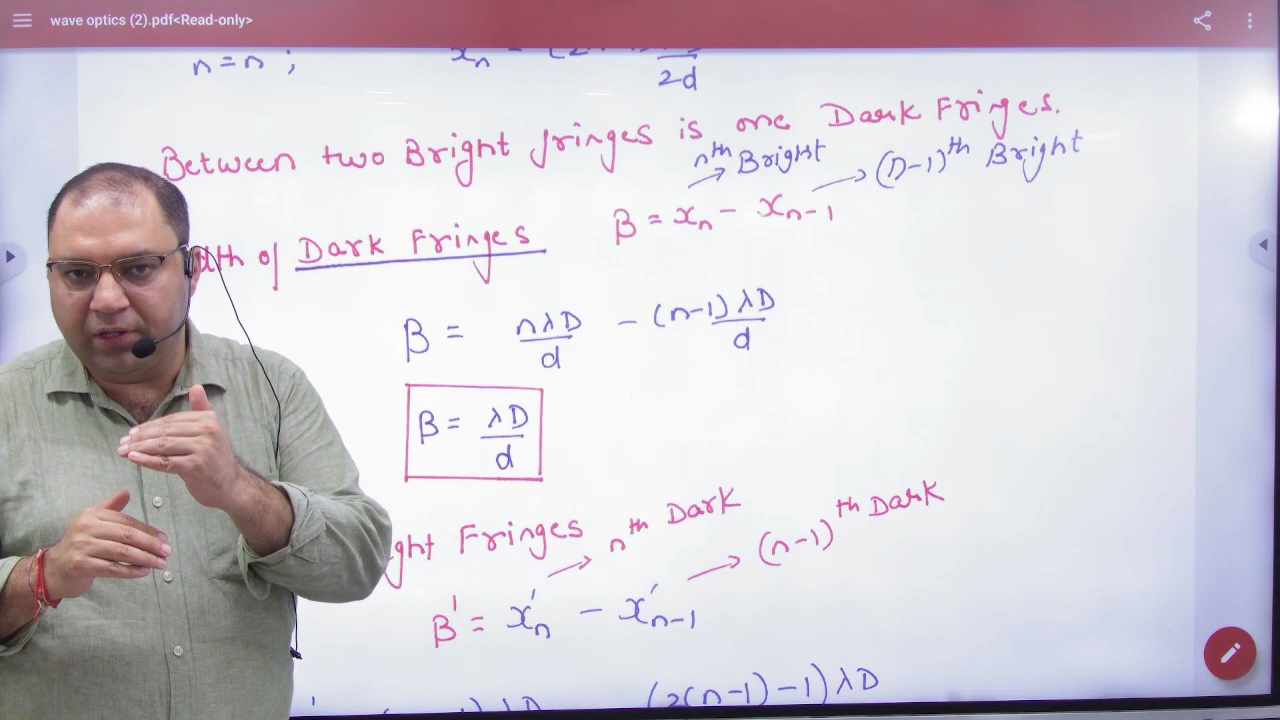 wave optics (2).pdf<Read-only>
n = n ;
xₙ
2d
Between two Bright fringes is one Dark Fringes.
nᵗʰ Bright
(n-1)ᵗʰ Bright
of Dark Fringes
β = xₙ - xₙ₋₁
β = nλD/d - (n-1)λD/d
β = λD/d
Fringes
nᵗʰ Dark
(n-1)ᵗʰ Dark
β' = x'ₙ - x'ₙ₋₁
(2(n-1)-1)λD